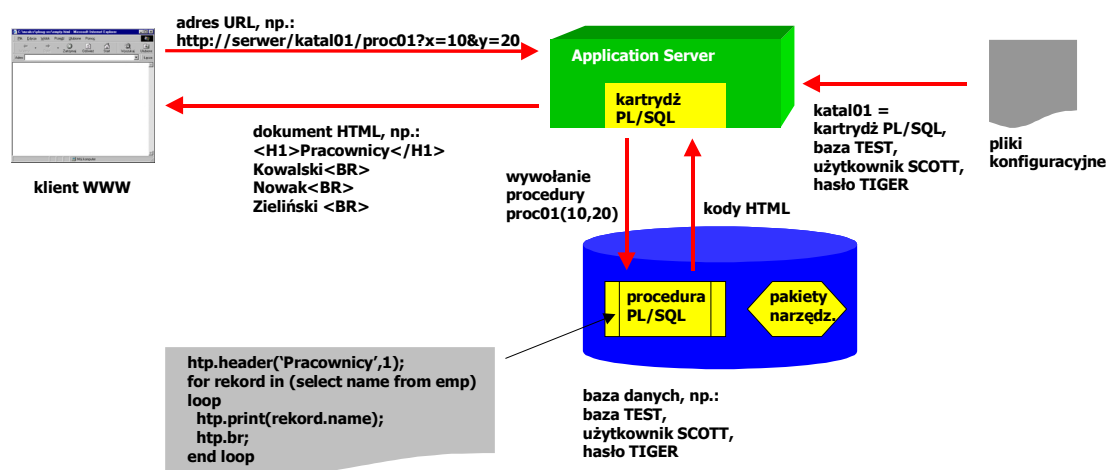 adres URL, np.:
http://serwer/katal01/proc01?x=10&y=20
Application Server
kartrydż
PL/SQL
katal01 =
kartrydż PL/SQL,
baza TEST,
użytkownik SCOTT,
hasło TIGER
pliki
konfiguracyjne
klient WWW
dokument HTML, np.:
<H1>Pracownicy</H1>
Kowalski<BR>
Nowak<BR>
Zieliński <BR>
wywołanie
procedury
proc01(10,20)
kody HTML
procedura
PL/SQL
pakiety
narzędz.
htp.header('Pracownicy',1);
for rekord in (select name from emp)
loop
htp.print(rekord.name);
htp.br;
end loop
baza danych, np.:
baza TEST,
użytkownik SCOTT,
hasło TIGER